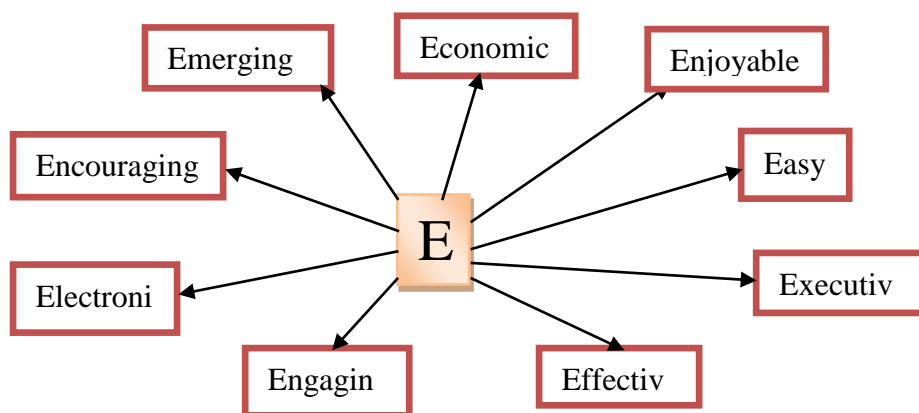 Economic
Emerging
Enjoyable
Encouraging
Easy
E
Electroni
Executiv
Engagin
Effectiv